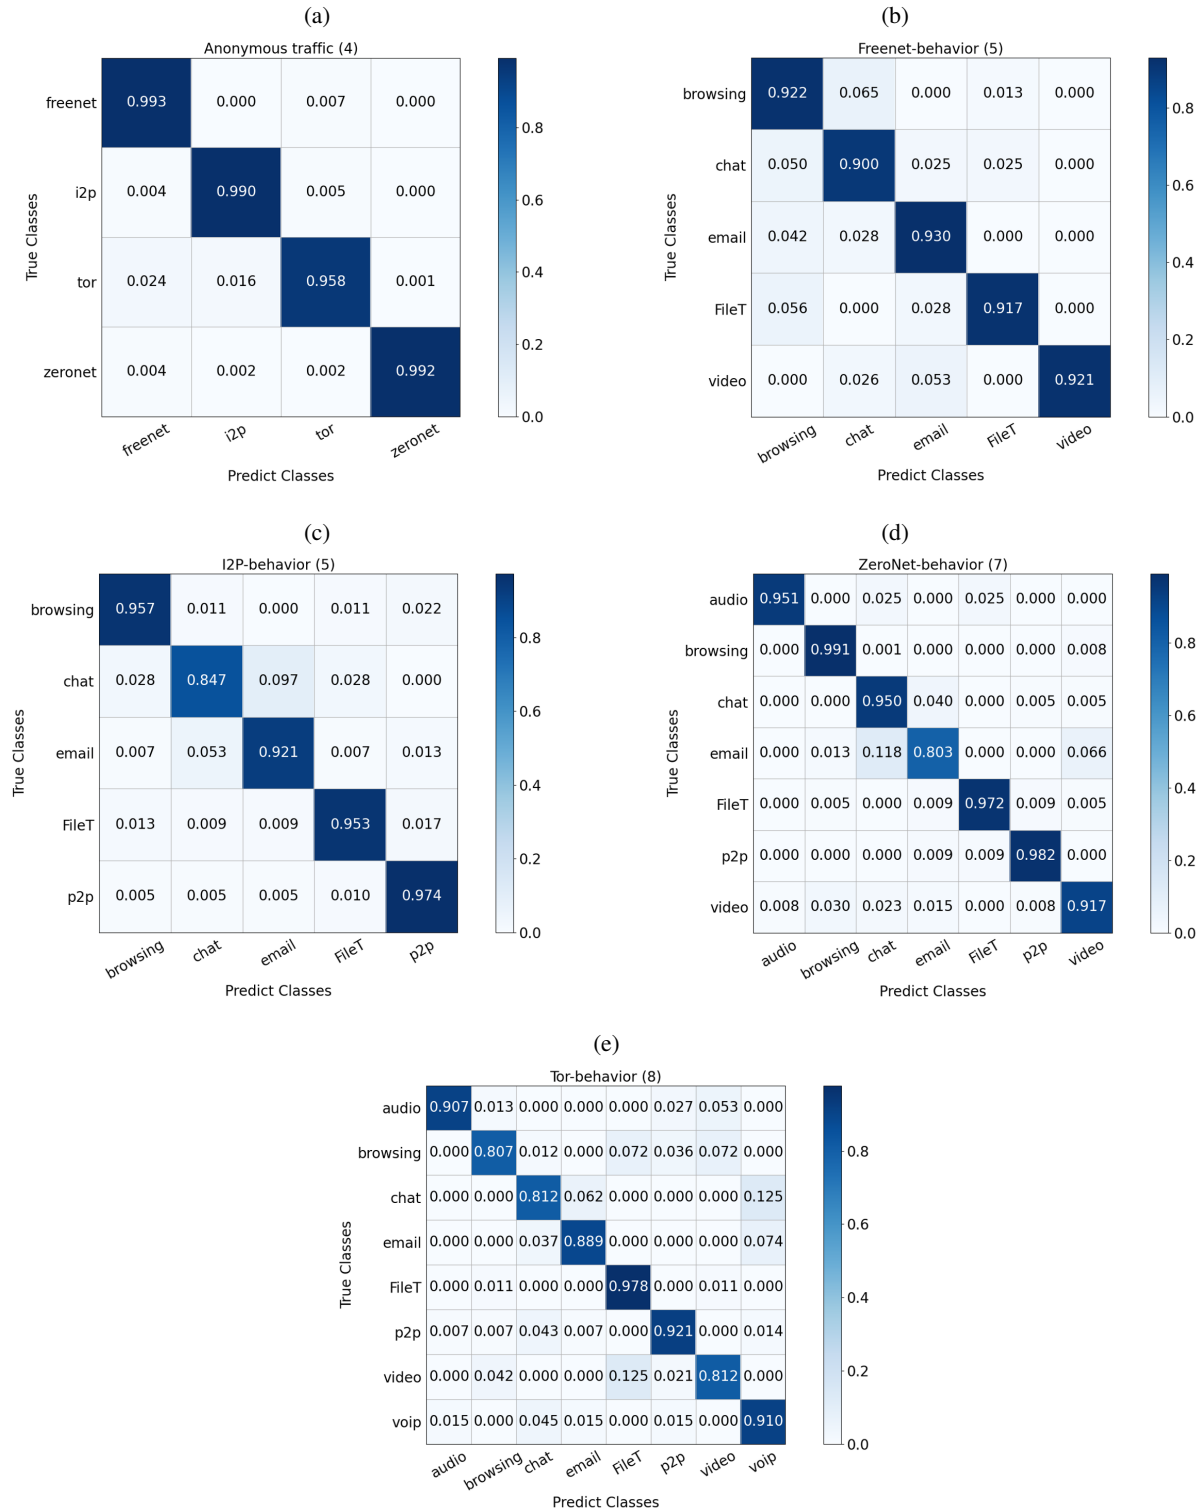 (a)
Anonymous traffic (4)
True Classes
freenet 0.993 0.000 0.007 0.000
i2p 0.004 0.990 0.005 0.000
tor 0.024 0.016 0.958 0.001
zeronet 0.004 0.002 0.002 0.992
freenet i2p tor zeronet
Predict Classes
0.8
0.6
0.4
0.2
0.0
(b)
Freenet-behavior (5)
True Classes
browsing 0.922 0.065 0.000 0.013 0.000
chat 0.050 0.900 0.025 0.025 0.000
email 0.042 0.028 0.930 0.000 0.000
FileT 0.056 0.000 0.028 0.917 0.000
video 0.000 0.026 0.053 0.000 0.921
browsing chat email FileT video
Predict Classes
0.8
0.6
0.4
0.2
0.0
(c)
I2P-behavior (5)
True Classes
browsing 0.957 0.011 0.000 0.011 0.022
chat 0.028 0.847 0.097 0.028 0.000
email 0.007 0.053 0.921 0.007 0.013
FileT 0.013 0.009 0.009 0.953 0.017
p2p 0.005 0.005 0.005 0.010 0.974
browsing chat email FileT p2p
Predict Classes
0.8
0.6
0.4
0.2
0.0
(d)
ZeroNet-behavior (7)
True Classes
audio 0.951 0.000 0.025 0.000 0.025 0.000 0.000
browsing 0.000 0.991 0.001 0.000 0.000 0.000 0.008
chat 0.000 0.000 0.950 0.040 0.000 0.005 0.005
email 0.000 0.013 0.118 0.803 0.000 0.000 0.066
FileT 0.000 0.005 0.000 0.009 0.972 0.009 0.005
p2p 0.000 0.000 0.000 0.009 0.009 0.982 0.000
video 0.008 0.030 0.023 0.015 0.000 0.008 0.917
audio browsing chat email FileT p2p video
Predict Classes
0.8
0.6
0.4
0.2
0.0
(e)
Tor-behavior (8)
True Classes
audio 0.907 0.013 0.000 0.000 0.000 0.027 0.053 0.000
browsing 0.000 0.807 0.012 0.000 0.072 0.036 0.072 0.000
chat 0.000 0.000 0.812 0.062 0.000 0.000 0.000 0.125
email 0.000 0.000 0.037 0.889 0.000 0.000 0.000 0.074
FileT 0.000 0.011 0.000 0.000 0.978 0.000 0.011 0.000
p2p 0.007 0.007 0.043 0.007 0.000 0.921 0.000 0.014
video 0.000 0.042 0.000 0.000 0.125 0.021 0.812 0.000
voip 0.015 0.000 0.045 0.015 0.000 0.015 0.000 0.910
audio browsing chat email FileT p2p video voip
Predict Classes
0.8
0.6
0.4
0.2
0.0